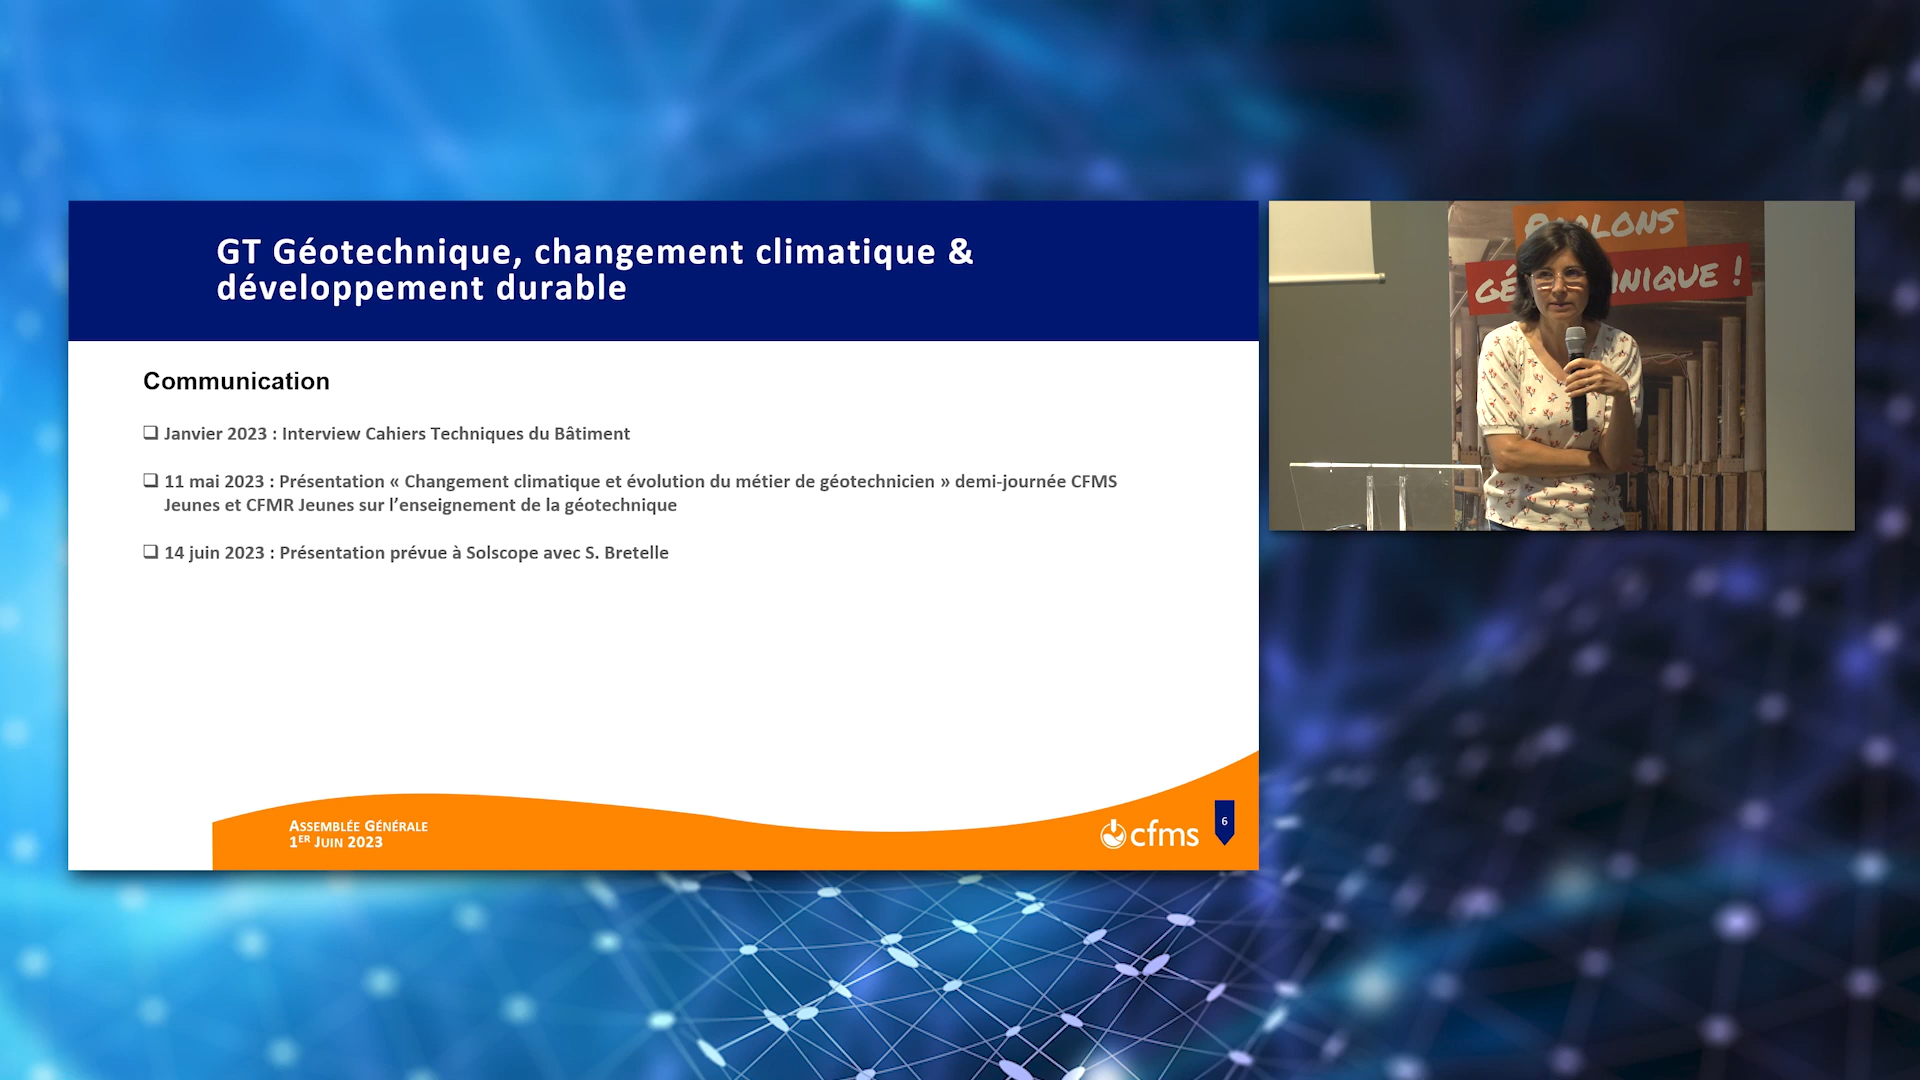 GT Géotechnique, changement climatique &
développement durable
Communication
❑ Janvier 2023 : Interview Cahiers Techniques du Bâtiment
❑ 11 mai 2023 : Présentation « Changement climatique et évolution du métier de géotechnicien » demi-journée CFMS
Jeunes et CFMR Jeunes sur l’enseignement de la géotechnique
❑ 14 juin 2023 : Présentation prévue à Solscope avec S. Bretelle
ASSEMBLÉE GÉNÉRALE
1ER JUIN 2023
cfms
6